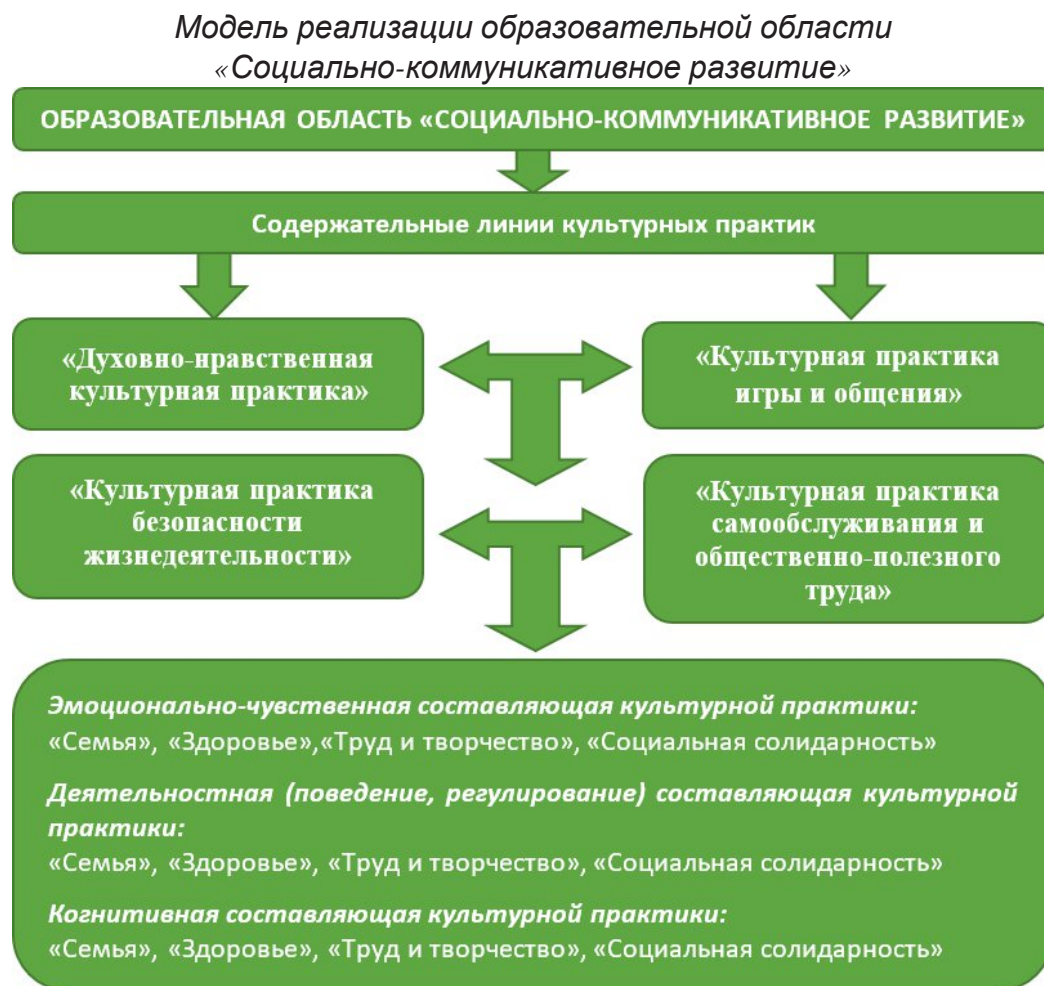 Модель реализации образовательной области
«Социально-коммуникативное развитие»
ОБРАЗОВАТЕЛЬНАЯ ОБЛАСТЬ «СОЦИАЛЬНО-КОММУНИКАТИВНОЕ РАЗВИТИЕ»
Содержательные линии культурных практик
«Духовно-нравственная
культурная практика»
«Культурная практика
игры и общения»
«Культурная практика
безопасности
жизнедеятельности»
«Культурная практика
самообслуживания и
общественно-полезного
труда»
Эмоционально-чувственная составляющая культурной практики:
«Семья», «Здоровье»,«Труд и творчество», «Социальная солидарность»
Деятельностная (поведение, регулирование) составляющая культурной
практики:
«Семья», «Здоровье», «Труд и творчество», «Социальная солидарность»
Когнитивная составляющая культурной практики:
«Семья», «Здоровье», «Труд и творчество», «Социальная солидарность»